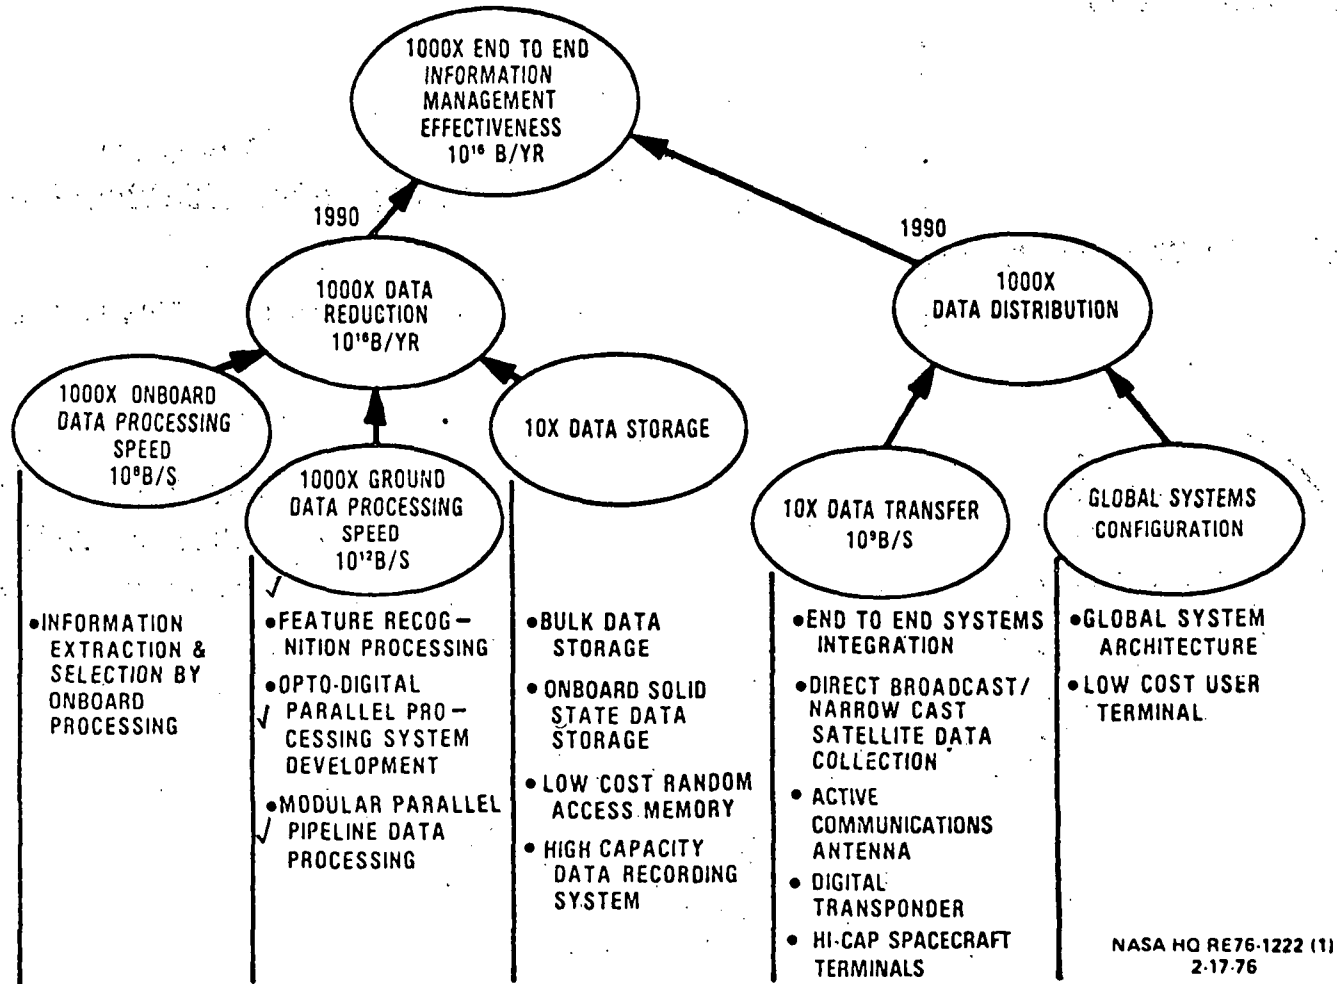 1000X END TO END
INFORMATION
MANAGEMENT
EFFECTIVENESS
10¹⁶ B/YR
1990
1990
1000X DATA
REDUCTION
10¹⁶B/YR
1000X
DATA DISTRIBUTION
1000X ONBOARD
DATA PROCESSING
SPEED
10⁸B/S
1000X GROUND
DATA PROCESSING
SPEED
10¹²B/S
10X DATA STORAGE
10X DATA TRANSFER
10⁹B/S
GLOBAL SYSTEMS
CONFIGURATION
•INFORMATION
EXTRACTION &
SELECTION BY
ONBOARD
PROCESSING
•FEATURE RECOG–
NITION PROCESSING
•OPTO-DIGITAL
PARALLEL PRO–
CESSING SYSTEM
DEVELOPMENT
•MODULAR PARALLEL
PIPELINE DATA
PROCESSING
•BULK DATA
STORAGE
•ONBOARD SOLID
STATE DATA
STORAGE
•LOW COST RANDOM
ACCESS MEMORY
• HIGH CAPACITY
DATA RECORDING
SYSTEM
•END TO END SYSTEMS
INTEGRATION
•DIRECT BROADCAST/
NARROW CAST
SATELLITE DATA
COLLECTION
• ACTIVE
COMMUNICATIONS
ANTENNA
• DIGITAL
TRANSPONDER
• HI-CAP SPACECRAFT
TERMINALS
•GLOBAL SYSTEM
ARCHITECTURE
•LOW COST USER
TERMINAL
NASA HQ RE76-1222 (1)
2-17-76